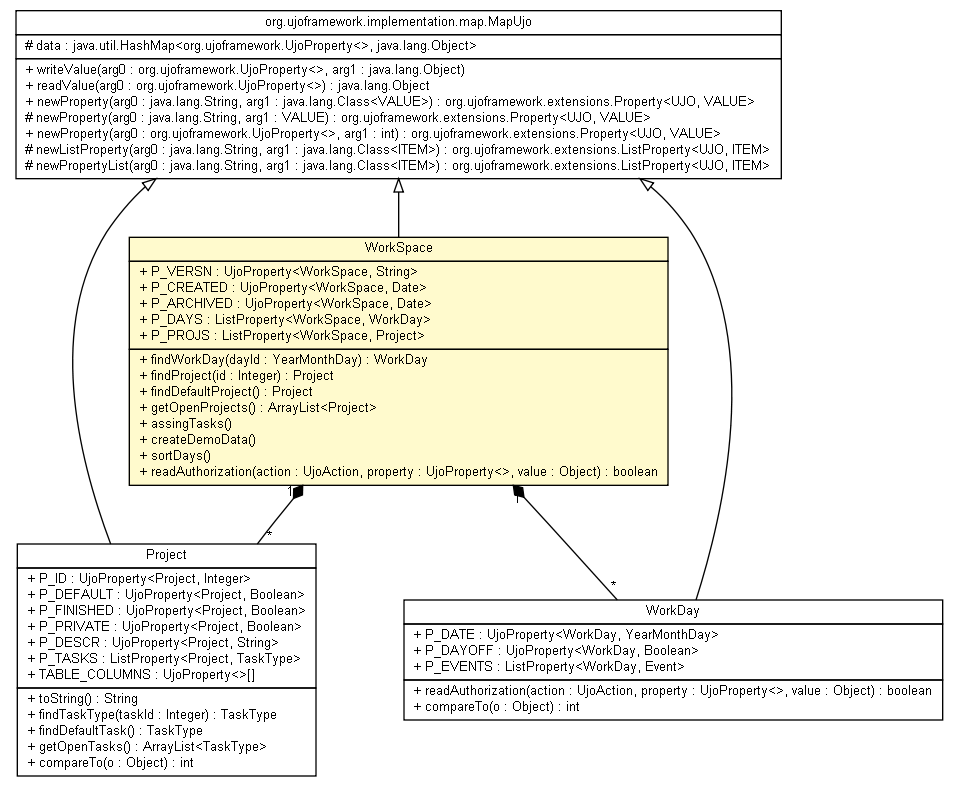 org.ujoframework.implementation.map.MapUjo
# data : java.util.HashMap<org.ujoframework.UjoProperty<>, java.lang.Object>
+ writeValue(arg0 : org.ujoframework.UjoProperty<>, arg1 : java.lang.Object)
+ readValue(arg0 : org.ujoframework.UjoProperty<>) : java.lang.Object
+ newProperty(arg0 : java.lang.String, arg1 : java.lang.Class<VALUE>) : org.ujoframework.extensions.Property<UJO, VALUE>
# newProperty(arg0 : java.lang.String, arg1 : VALUE) : org.ujoframework.extensions.Property<UJO, VALUE>
+ newProperty(arg0 : org.ujoframework.UjoProperty<>, arg1 : int) : org.ujoframework.extensions.Property<UJO, VALUE>
# newListProperty(arg0 : java.lang.String, arg1 : java.lang.Class<ITEM>) : org.ujoframework.extensions.ListProperty<UJO, ITEM>
# newPropertyList(arg0 : java.lang.String, arg1 : java.lang.Class<ITEM>) : org.ujoframework.extensions.ListProperty<UJO, ITEM>
WorkSpace
+ P_VERSN : UjoProperty<WorkSpace, String>
+ P_CREATED : UjoProperty<WorkSpace, Date>
+ P_ARCHIVED : UjoProperty<WorkSpace, Date>
+ P_DAYS : ListProperty<WorkSpace, WorkDay>
+ P_PROJS : ListProperty<WorkSpace, Project>
+ findWorkDay(dayId : YearMonthDay) : WorkDay
+ findProject(id : Integer) : Project
+ findDefaultProject() : Project
+ getOpenProjects() : ArrayList<Project>
+ assingTasks()
+ createDemoData()
+ sortDays()
+ readAuthorization(action : UjoAction, property : UjoProperty<>, value : Object) : boolean
1
1
*
*
Project
+ P_ID : UjoProperty<Project, Integer>
+ P_DEFAULT : UjoProperty<Project, Boolean>
+ P_FINISHED : UjoProperty<Project, Boolean>
+ P_PRIVATE : UjoProperty<Project, Boolean>
+ P_DESCR : UjoProperty<Project, String>
+ P_TASKS : ListProperty<Project, TaskType>
+ TABLE_COLUMNS : UjoProperty<>[]
+ toString() : String
+ findTaskType(taskId : Integer) : TaskType
+ findDefaultTask() : TaskType
+ getOpenTasks() : ArrayList<TaskType>
+ compareTo(o : Object) : int
WorkDay
+ P_DATE : UjoProperty<WorkDay, YearMonthDay>
+ P_DAYOFF : UjoProperty<WorkDay, Boolean>
+ P_EVENTS : ListProperty<WorkDay, Event>
+ readAuthorization(action : UjoAction, property : UjoProperty<>, value : Object) : boolean
+ compareTo(o : Object) : int